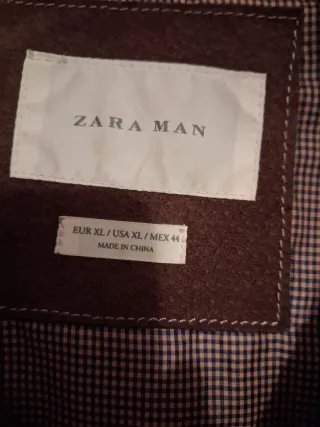 ZARA MAN
EUR XL / USA XL / MEX 44
MADE IN CHINA